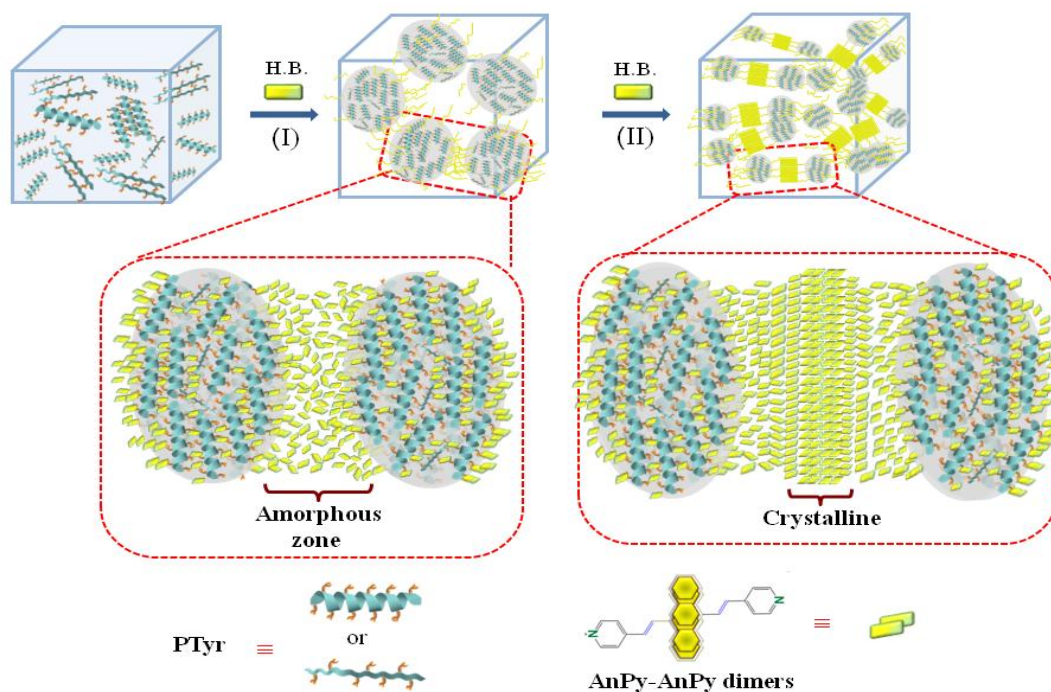 H.B.
(I)
H.B.
(II)
Amorphous
zone
Crystalline
PTyr ≡
or
N
N
≡
AnPy-AnPy dimers